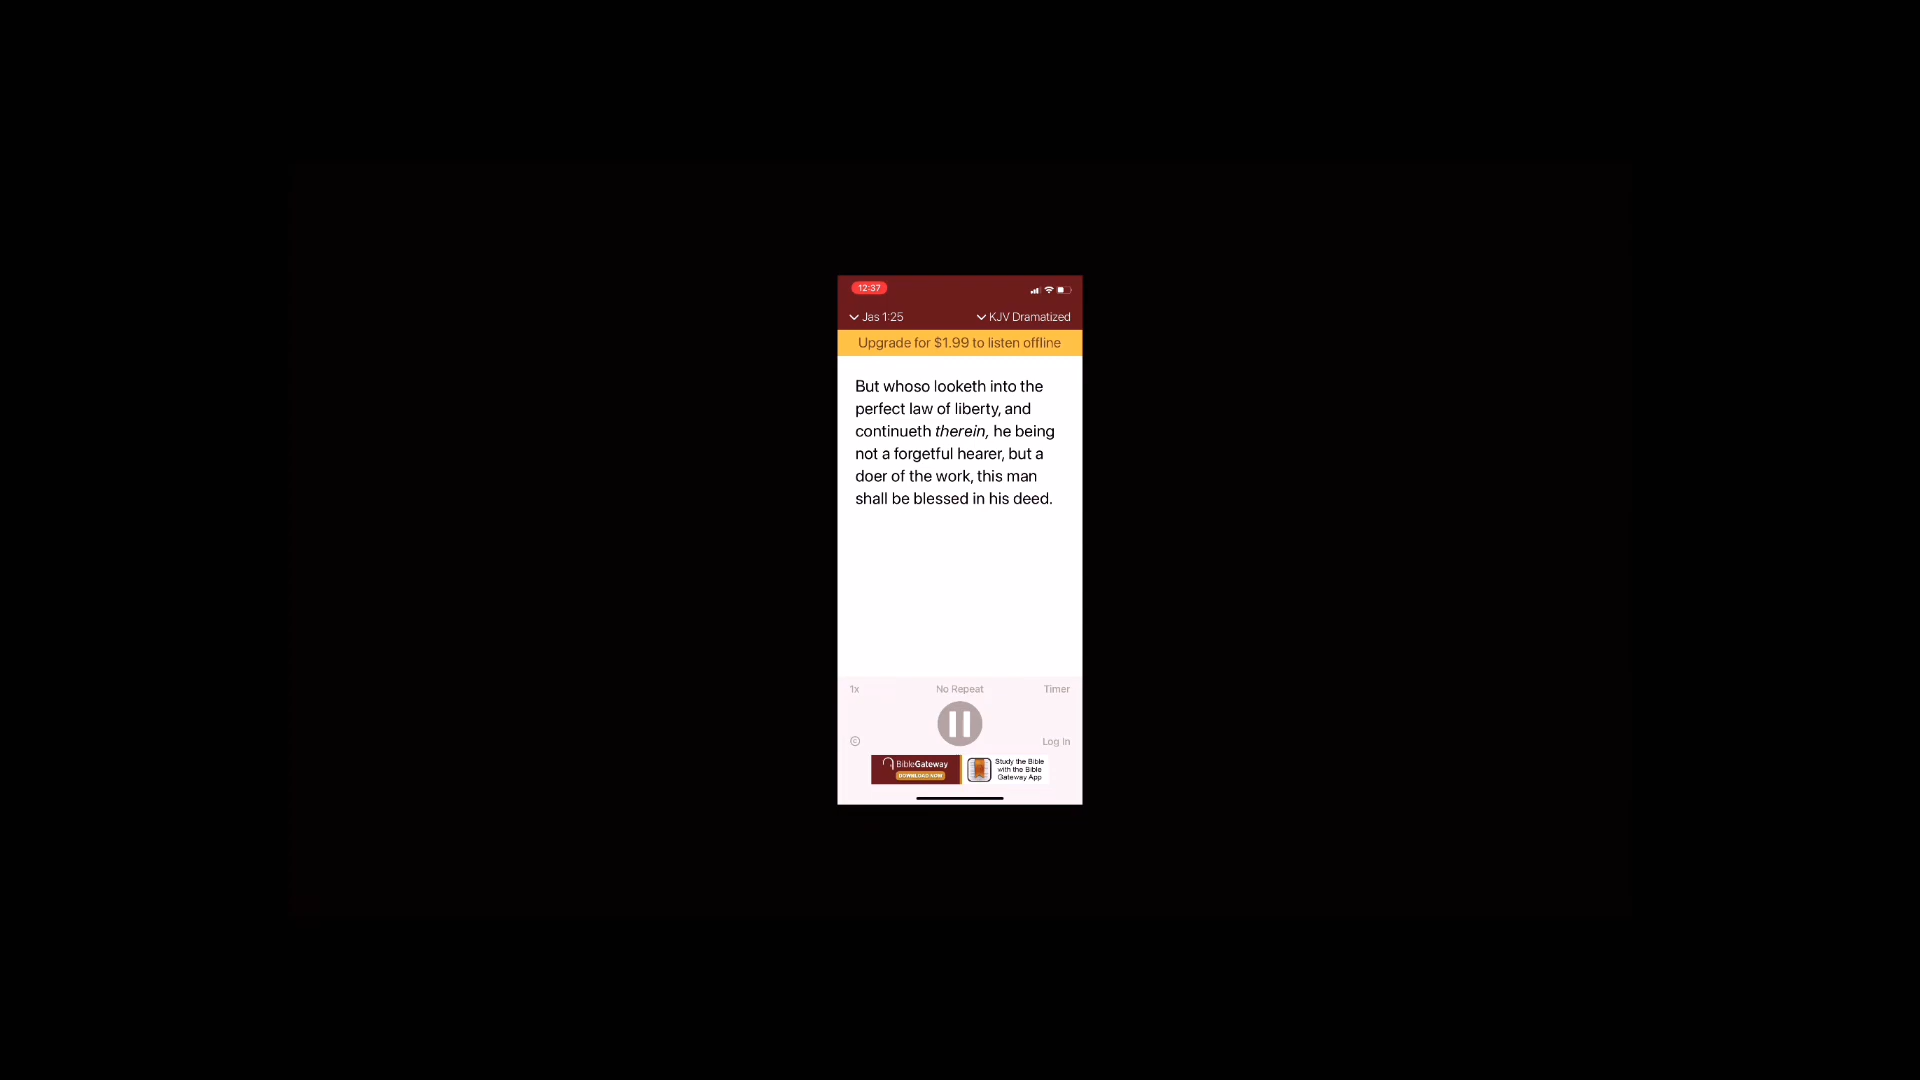 12:37
Jas 1:25 KJV Dramatized
Upgrade for $1.99 to listen offline
But whoso looketh into the
perfect law of liberty, and
continueth therein, he being
not a forgetful hearer, but a
doer of the work, this man
shall be blessed in his deed.
1x No Repeat Timer
© Log In
BibleGateway
DOWNLOAD NOW
Study the Bible
with the Bible
Gateway App